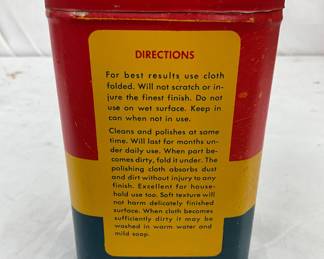 DIRECTIONS
For best results use cloth
folded. Will not scratch or in-
jure the finest finish. Do not
use on wet surface. Keep in
can when not in use.
Cleans and polishes at same
time. Will last for months un-
der daily use. When part be-
comes dirty, fold it under. The
polishing cloth absorbs dust
and dirt without injury to any
finish. Excellent for house-
hold use too. Soft texture will
not harm delicately finished
surface. When cloth becomes
sufficiently dirty it may be
washed in warm water and
mild soap.